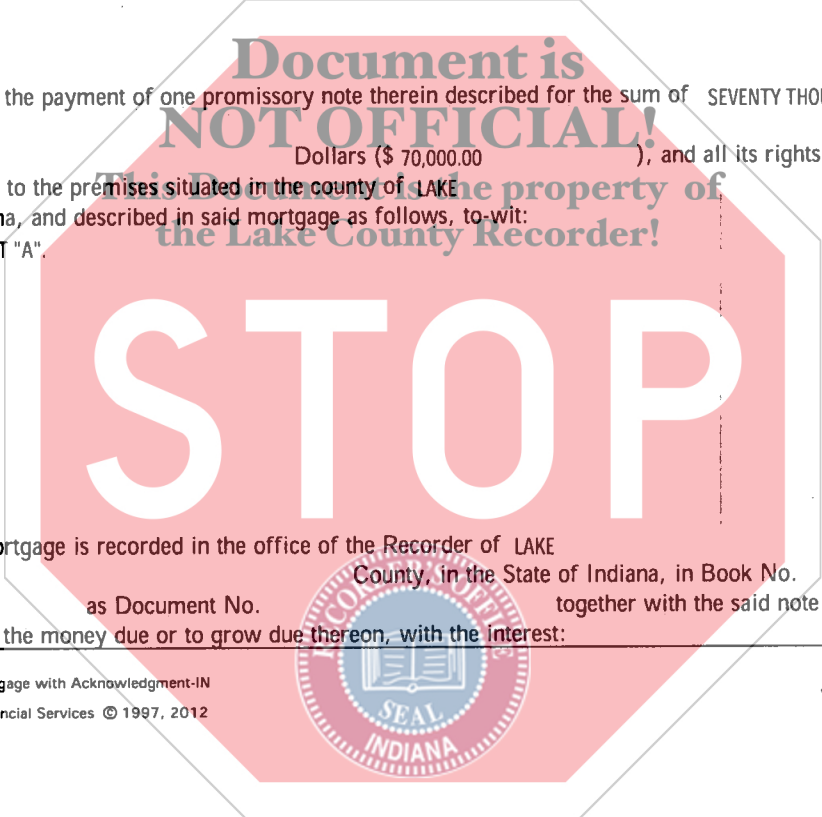 Document is
the payment of one promissory note therein described for the sum of SEVENTY THOU
NOT OFFICIAL!
Dollars ($ 70,000.00 ), and all its rights
to the premises situated in the county of LAKE
This Document is the property of
na, and described in said mortgage as follows, to-wit:
the Lake County Recorder!
T "A".
STOP
ortgage is recorded in the office of the Recorder of LAKE
County, in the State of Indiana, in Book No.
as Document No. together with the said note
the money due or to grow due thereon, with the interest:
RECORDER'S OFFICE
SEAL
INDIANA
gage with Acknowledgment-IN
ncial Services © 1997, 2012